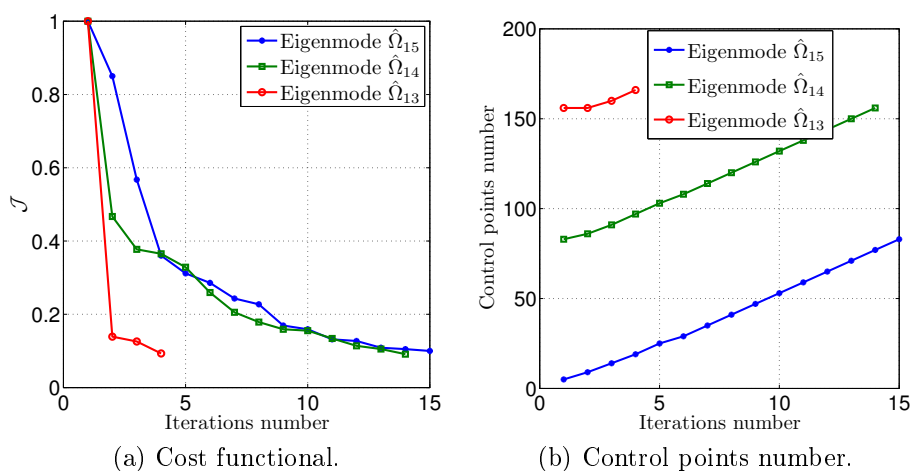 1
0.8
0.6
0.4
0.2
0
0
5
10
15
𝒥
Iterations number
Eigenmode Ω̂₁₅
Eigenmode Ω̂₁₄
Eigenmode Ω̂₁₃
(a) Cost functional.
200
150
100
50
0
0
5
10
15
Control points number
Iterations number
Eigenmode Ω̂₁₅
Eigenmode Ω̂₁₄
Eigenmode Ω̂₁₃
(b) Control points number.